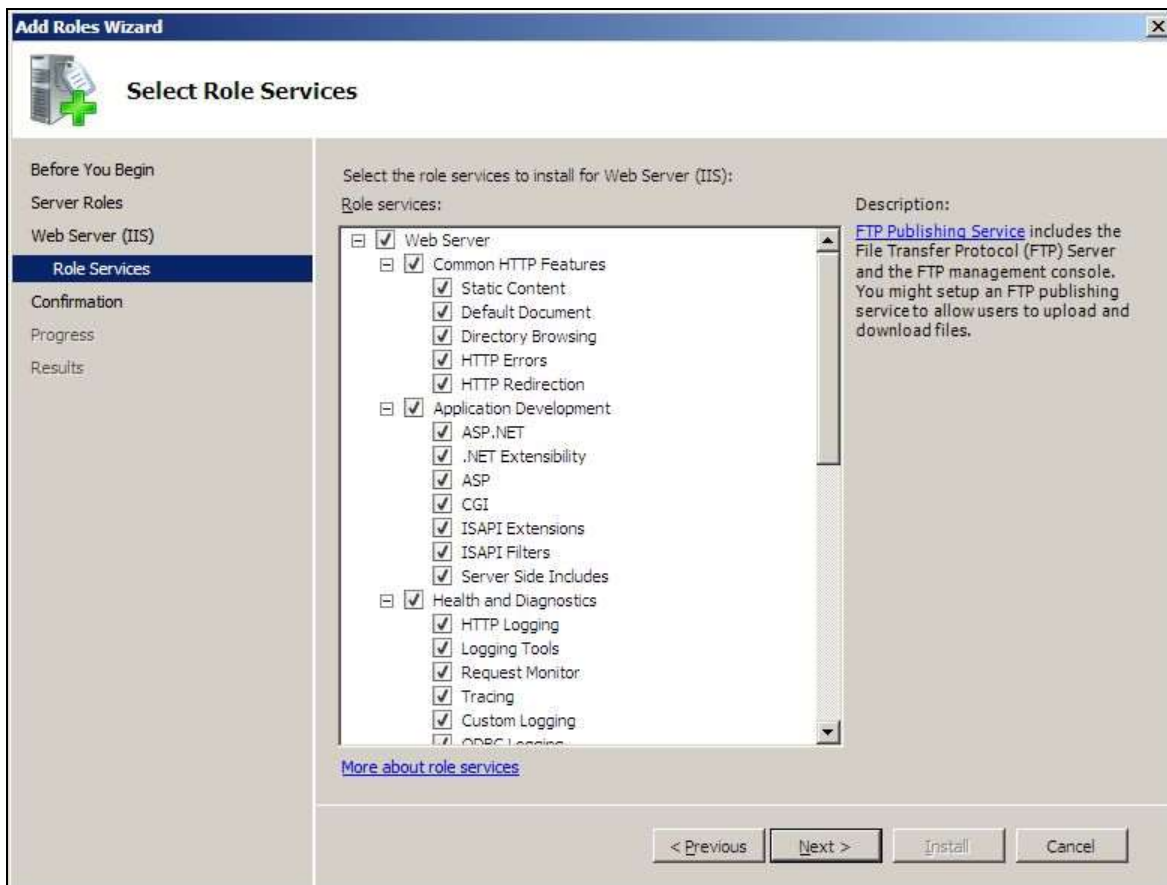 Add Roles Wizard
Select Role Services
Before You Begin
Server Roles
Web Server (IIS)
Role Services
Confirmation
Progress
Results
Select the role services to install for Web Server (IIS):
Role services:
Web Server
Common HTTP Features
Static Content
Default Document
Directory Browsing
HTTP Errors
HTTP Redirection
Application Development
ASP.NET
.NET Extensibility
ASP
CGI
ISAPI Extensions
ISAPI Filters
Server Side Includes
Health and Diagnostics
HTTP Logging
Logging Tools
Request Monitor
Tracing
Custom Logging
ODBC Logging
More about role services
Description:
FTP Publishing Service includes the
File Transfer Protocol (FTP) Server
and the FTP management console.
You might setup an FTP publishing
service to allow users to upload and
download files.
< Previous
Next >
Install
Cancel